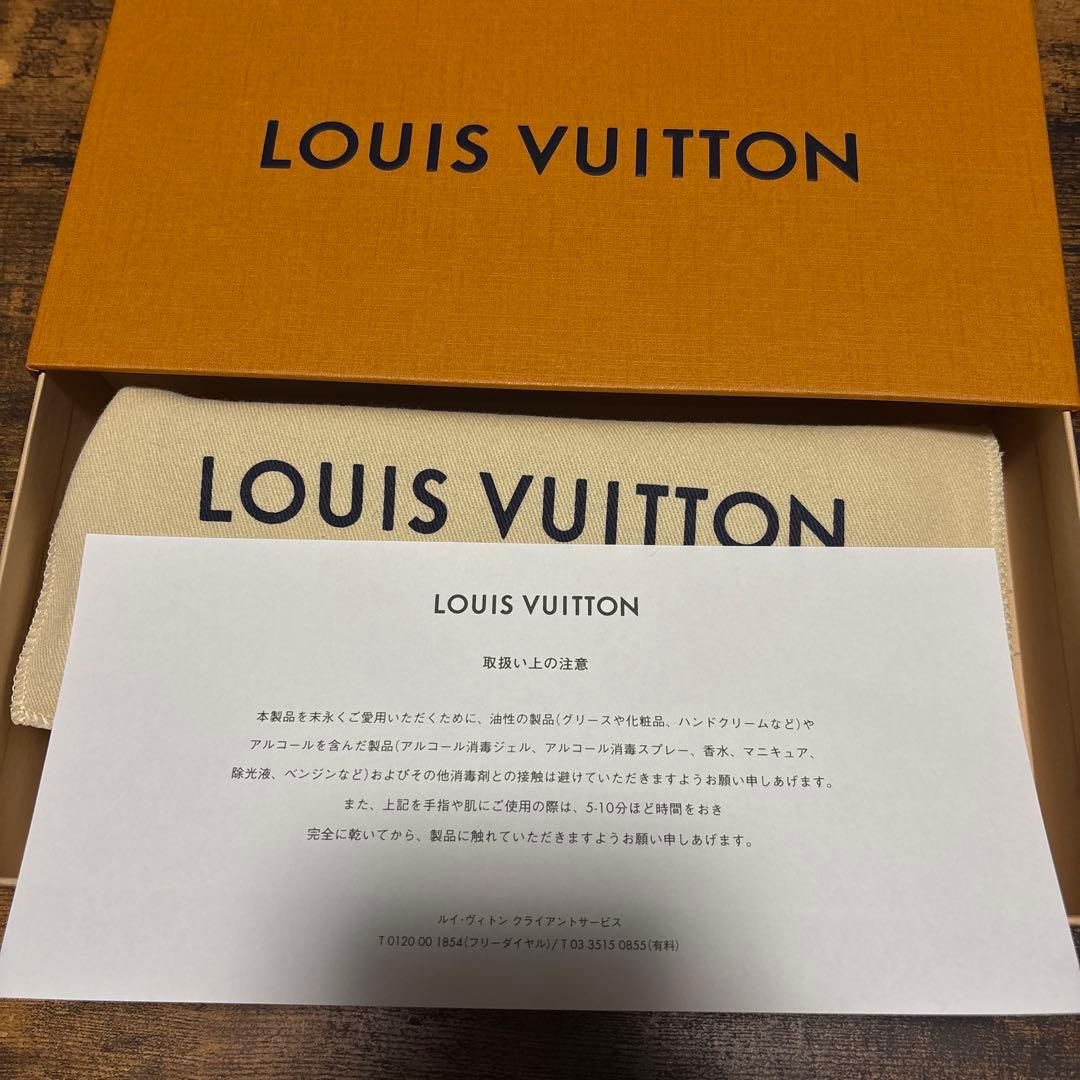 LOUIS VUITTON
LOUIS VUITTON
LOUIS VUITTON
取扱い上の注意
本製品を末永くご愛用いただくために、油性の製品(グリースや化粧品、ハンドクリームなど)や
アルコールを含んだ製品(アルコール消毒ジェル、アルコール消毒スプレー、香水、マニキュア、
除光液、ベンジンなど)およびその他消毒剤との接触は避けていただきますようお願い申しあげます。
また、上記を手指や肌にご使用の際は、5-10分ほど時間をおき
完全に乾いてから、製品に触れていただきますようお願い申しあげます。
ルイ·ヴィトン クライアントサービス
T 0120 00 1854(フリーダイヤル)/ T 03 3515 0855(有料)